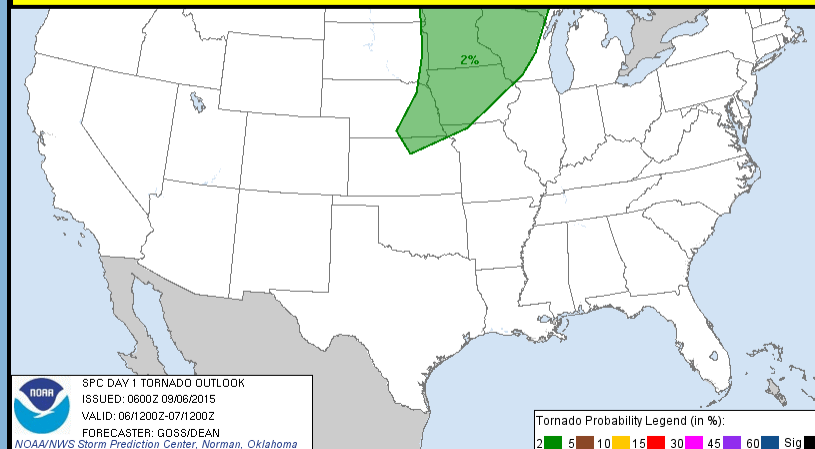 2%
NOAA
SPC DAY 1 TORNADO OUTLOOK
ISSUED: 0600Z 09/06/2015
VALID: 06/1200Z-07/1200Z
FORECASTER: GOSS/DEAN
NOAA/NWS Storm Prediction Center, Norman, Oklahoma
Tornado Probability Legend (in %):
2 5 10 15 30 45 60 Sig